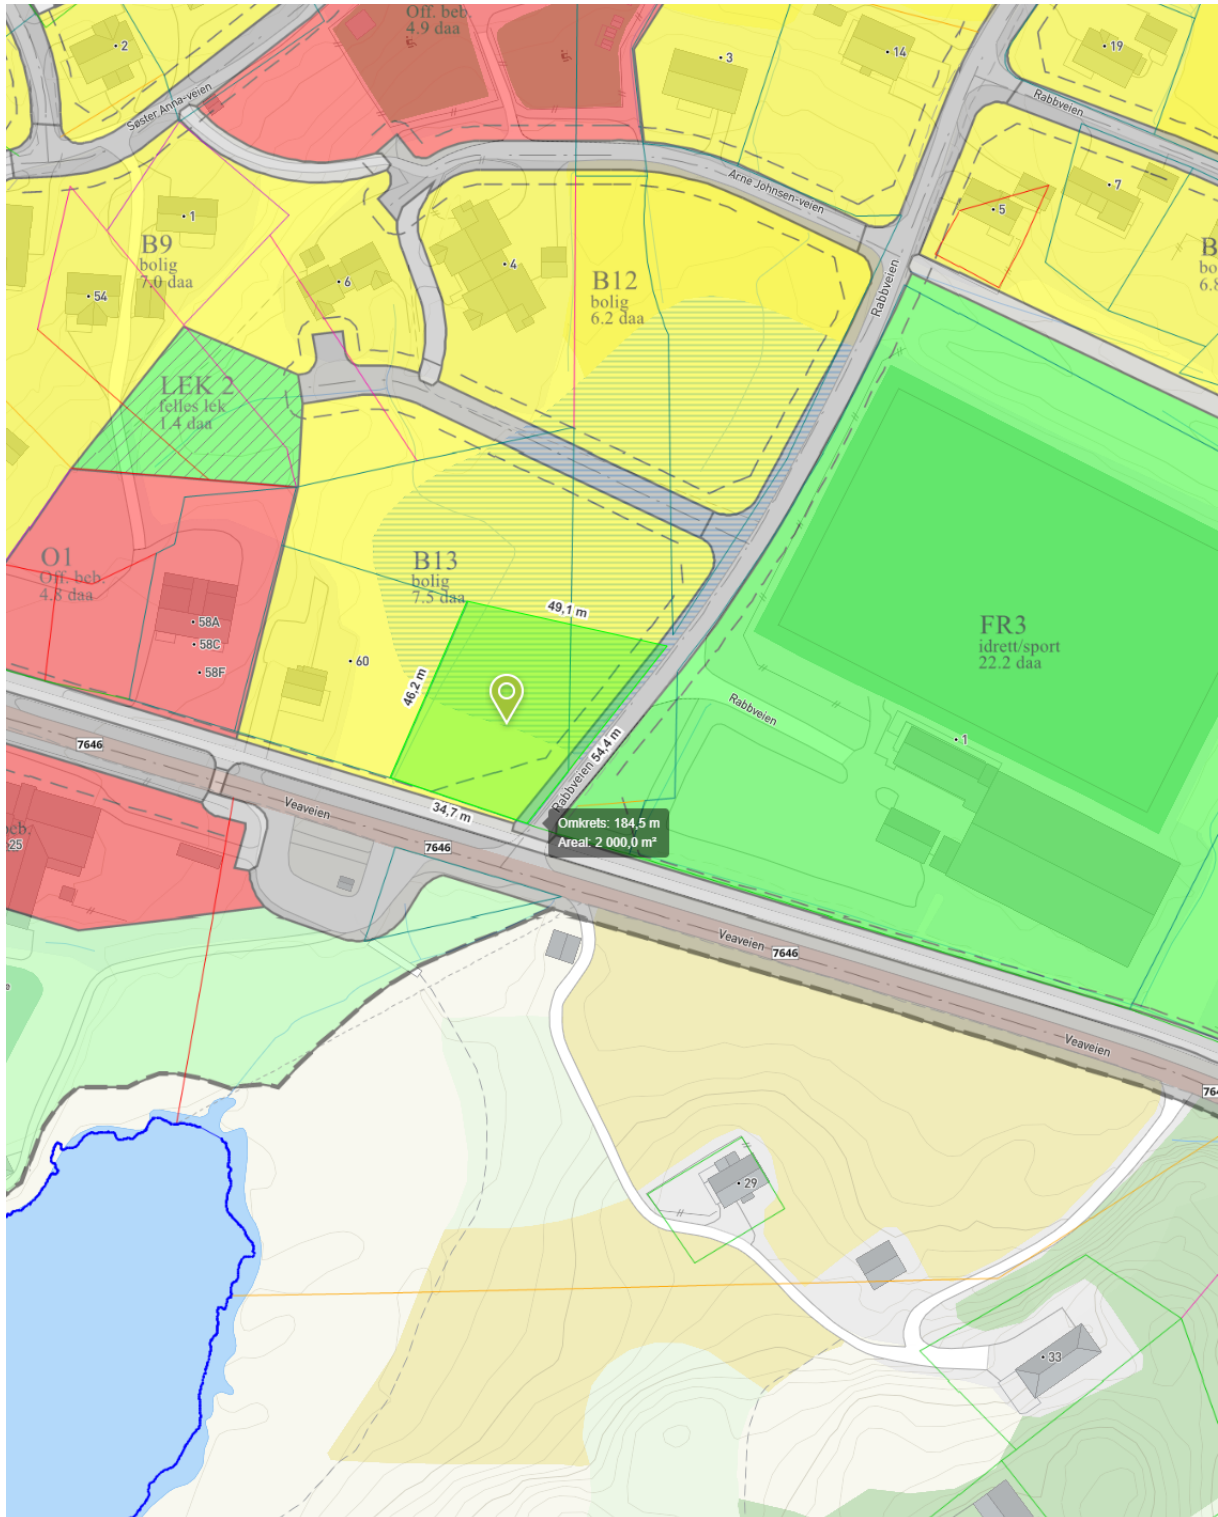 Off. beb.
4.9 daa
2
3
14
19
Søster Anna-veien
Rabbveien
Arne Johnsen-veien
7
5
1
B9
bolig
7.0 daa
54
6
4
B12
bolig
6.2 daa
Rabbveien
B
bo
6.8
LEK 2
felles lek
1.4 daa
O1
Off. beb.
4.8 daa
B13
bolig
7.5 daa
49,1 m
58A
58C
58F
60
46,2 m
FR3
idrett/sport
22.2 daa
Rabbveien
1
7646
Veaveien
34,7 m
Rabbveien
54,4 m
Omkrets: 184,5 m
Areal: 2 000,0 m²
eb.
25
7646
Veaveien
7646
Veaveien
764
29
33